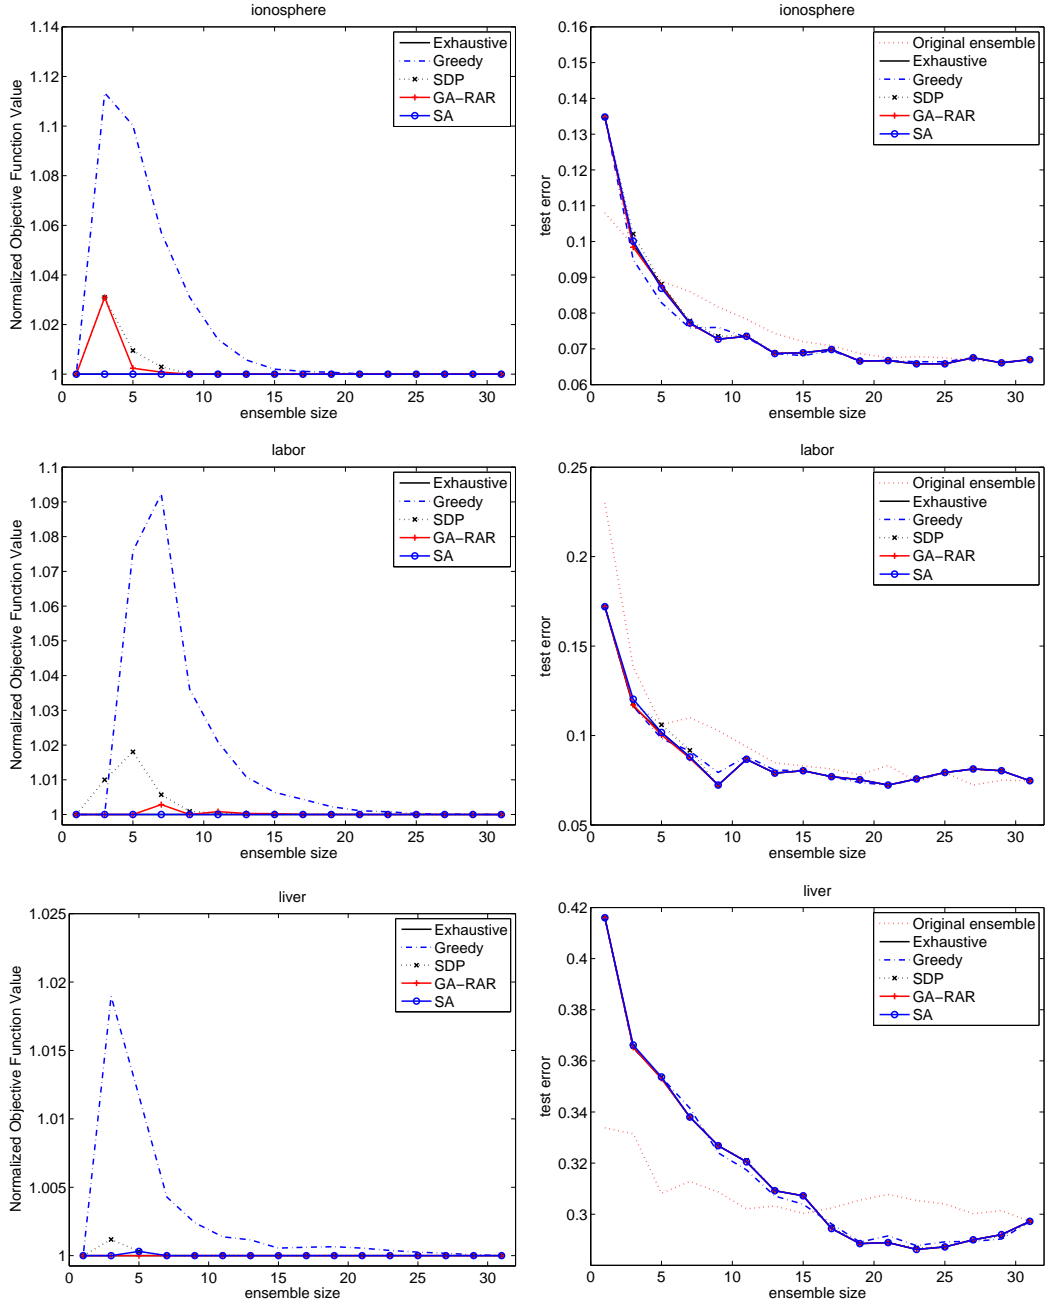 ionosphere
1.14
1.12
1.1
1.08
1.06
1.04
1.02
1
0 5 10 15 20 25 30
Normalized Objective Function Value
ensemble size
Exhaustive
Greedy
SDP
GA−RAR
SA
ionosphere
0.16
0.15
0.14
0.13
0.12
0.11
0.1
0.09
0.08
0.07
0.06
0 5 10 15 20 25 30
test error
ensemble size
Original ensemble
Exhaustive
Greedy
SDP
GA−RAR
SA
labor
1.1
1.09
1.08
1.07
1.06
1.05
1.04
1.03
1.02
1.01
1
0 5 10 15 20 25 30
Normalized Objective Function Value
ensemble size
Exhaustive
Greedy
SDP
GA−RAR
SA
labor
0.25
0.2
0.15
0.1
0.05
0 5 10 15 20 25 30
test error
ensemble size
Original ensemble
Exhaustive
Greedy
SDP
GA−RAR
SA
liver
1.025
1.02
1.015
1.01
1.005
1
0 5 10 15 20 25 30
Normalized Objective Function Value
ensemble size
Exhaustive
Greedy
SDP
GA−RAR
SA
liver
0.42
0.4
0.38
0.36
0.34
0.32
0.3
0 5 10 15 20 25 30
test error
ensemble size
Original ensemble
Exhaustive
Greedy
SDP
GA−RAR
SA